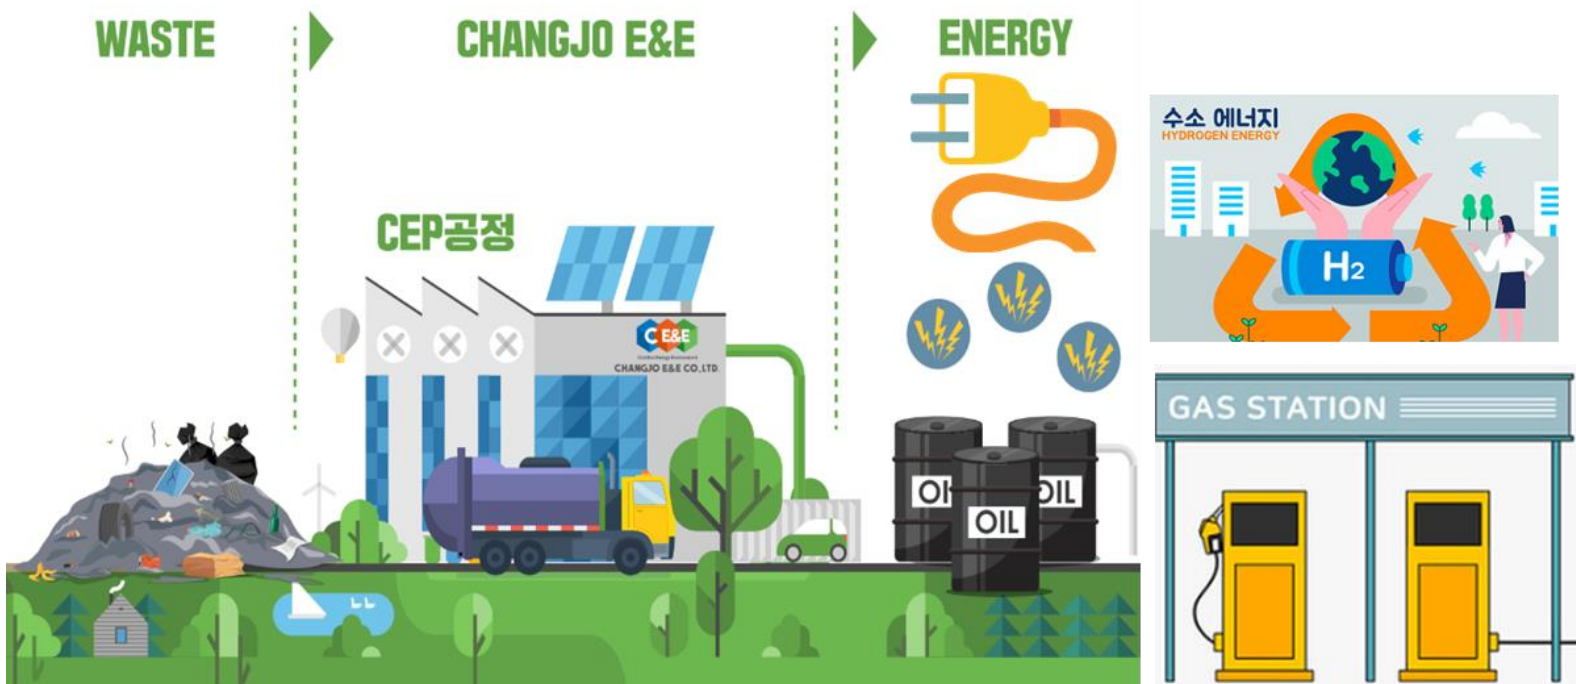 WASTE
CHANGJO E&E
ENERGY
CEP공정
C E&E
CHANGJO E&E CO.,LTD.
OIL
OIL
OIL
수소 에너지
HYDROGEN ENERGY
H2
GAS STATION